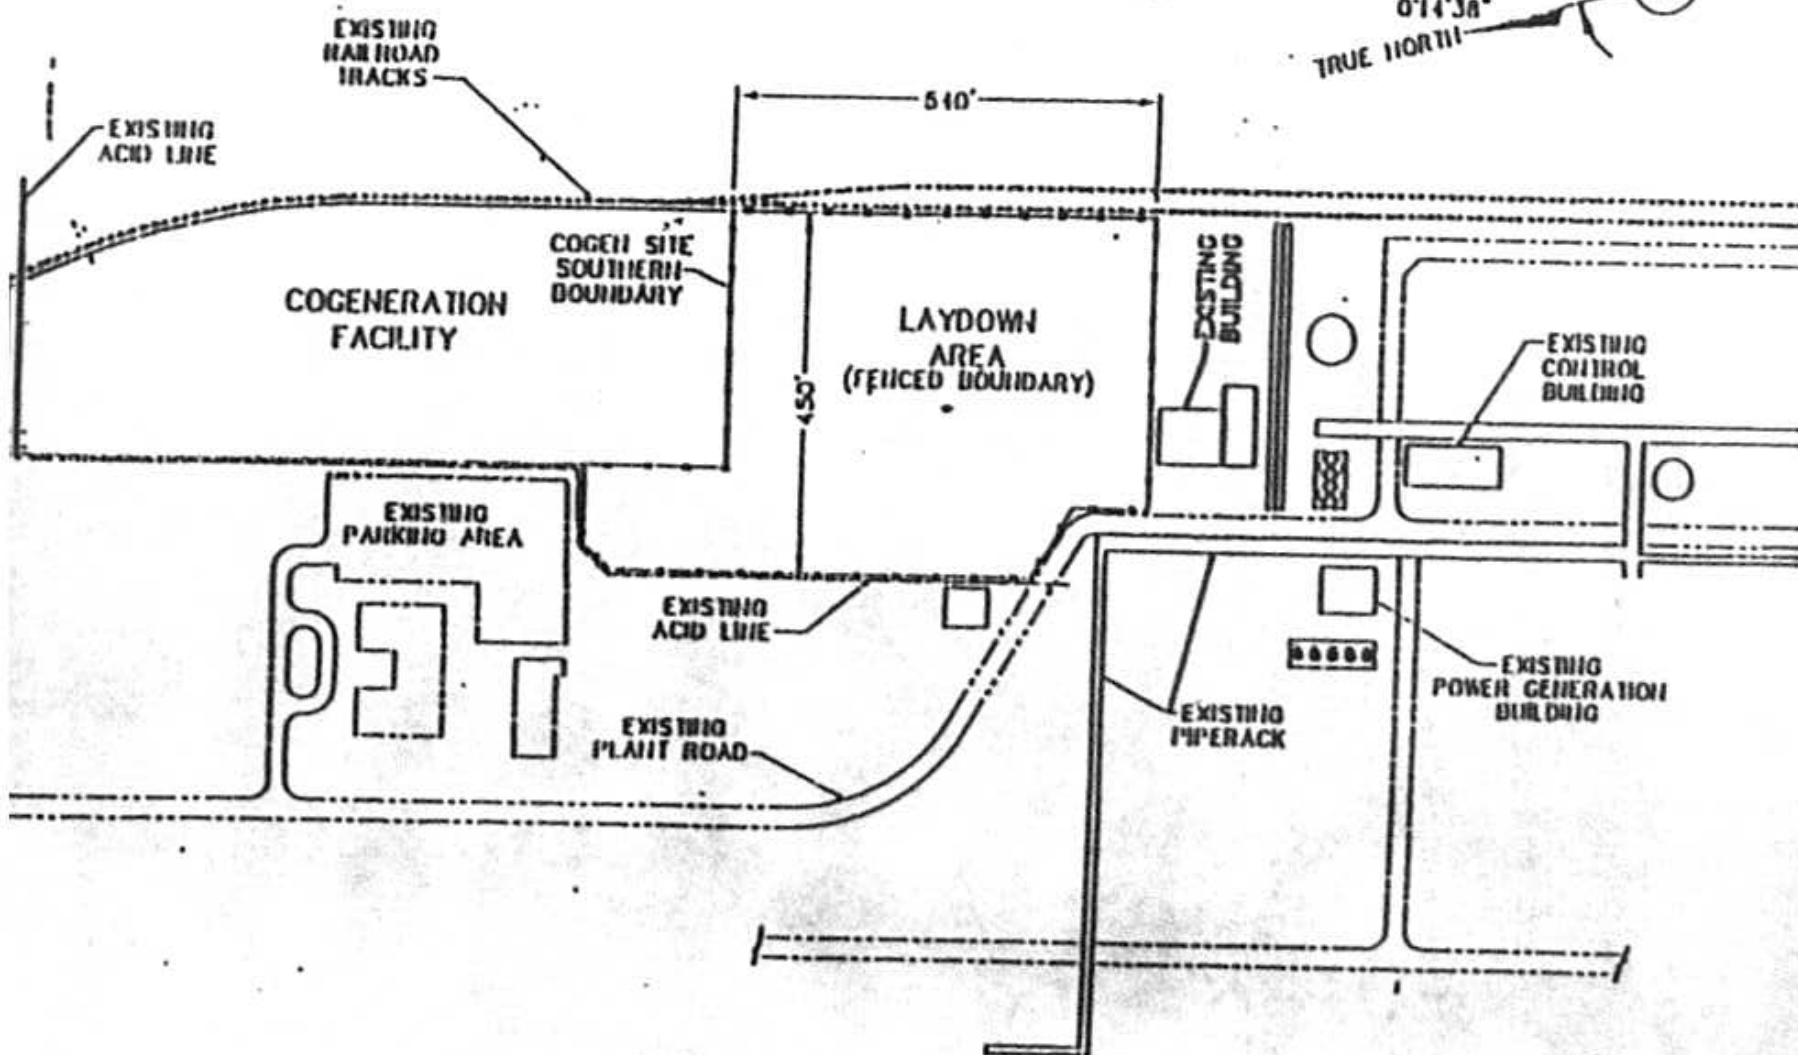 TRUE NORTH
EXISTING
RAILROAD
TRACKS
EXISTING
ACID LINE
COGENERATION
FACILITY
COGEN SITE
SOUTHERN
BOUNDARY
450'
LAYDOWN
AREA
(FENCED BOUNDARY)
EXISTING
BUILDING
EXISTING
CONTROL
BUILDING
EXISTING
PARKING AREA
EXISTING
ACID LINE
EXISTING
PLANT ROAD
EXISTING
PIPERACK
EXISTING
POWER GENERATION
BUILDING